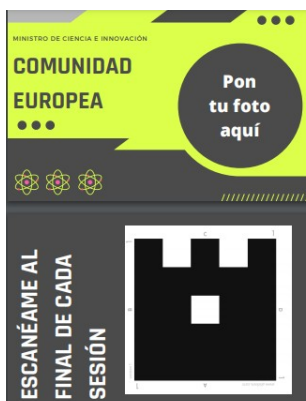 MINISTRO DE CIENCIA E INNOVACIÓN
COMUNIDAD
EUROPEA
Pon
tu foto
aquí
ESCANÉAME AL
FINAL DE CADA
SESIÓN
C
B
D
A